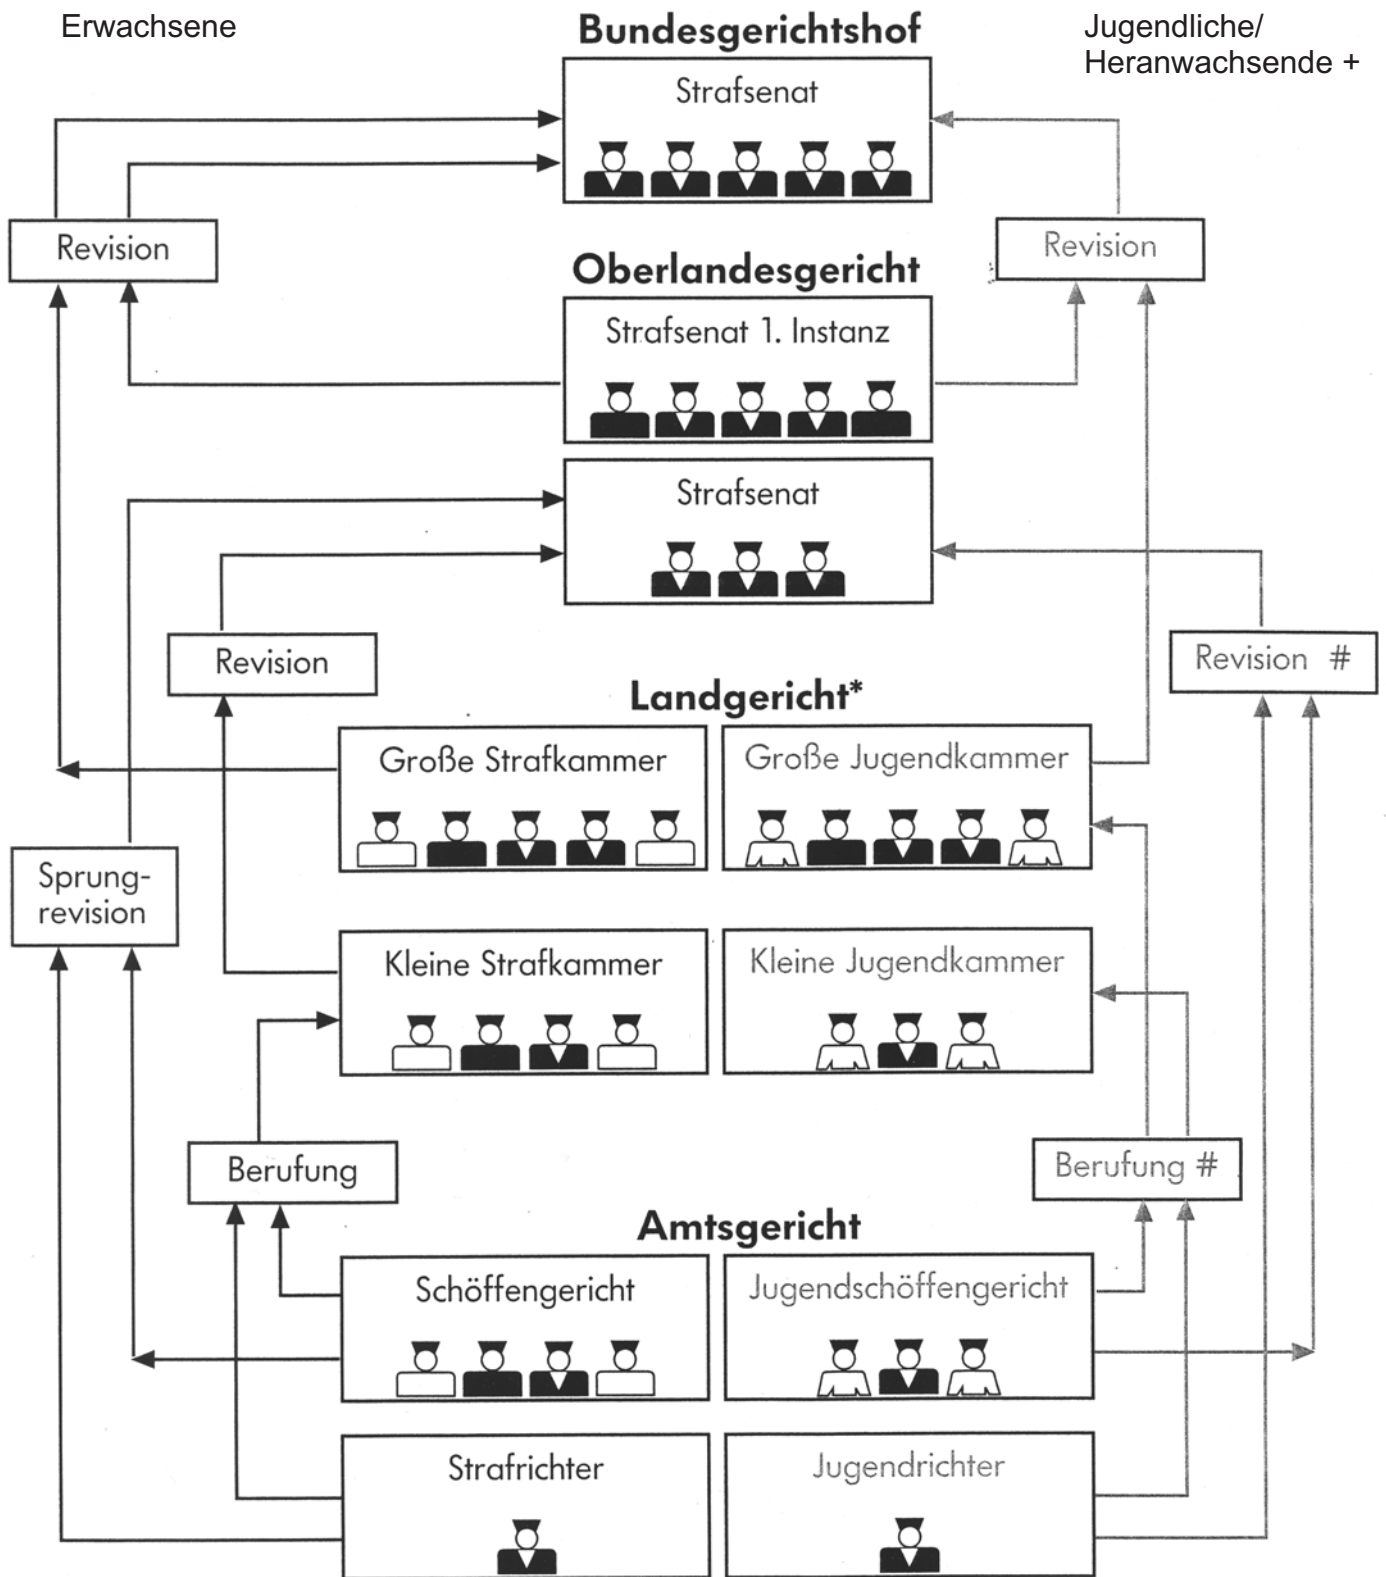 Erwachsene
Bundesgerichtshof
Jugendliche/
Heranwachsende +
Strafsenat
Revision
Revision
Oberlandesgericht
Strafsenat 1. Instanz
Strafsenat
Revision
Revision #
Landgericht*
Große Strafkammer
Große Jugendkammer
Sprung-
revision
Kleine Strafkammer
Kleine Jugendkammer
Berufung
Berufung #
Amtsgericht
Schöffengericht
Jugendschöffengericht
Strafrichter
Jugendrichter